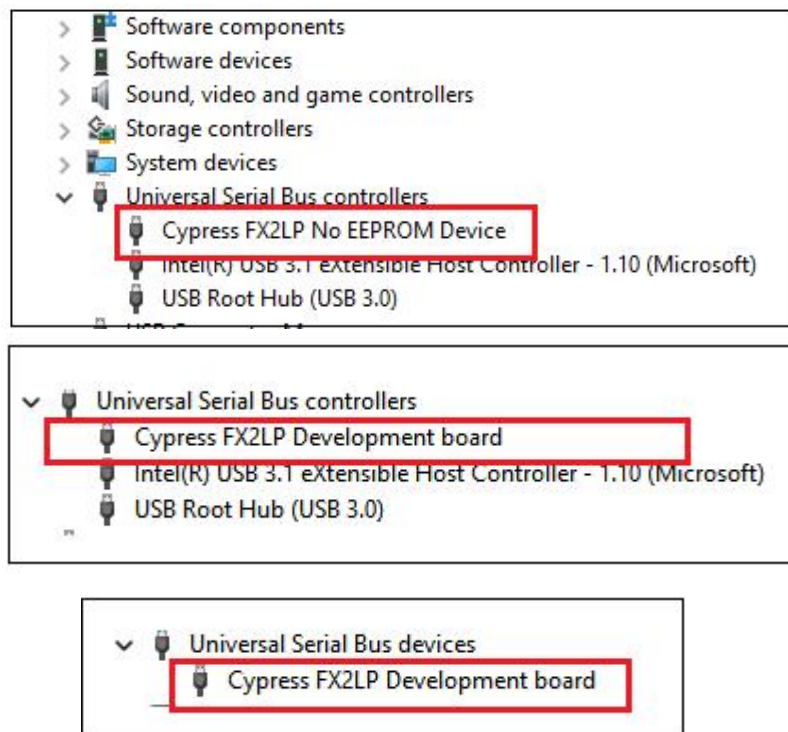 Software components
Software devices
Sound, video and game controllers
Storage controllers
System devices
Universal Serial Bus controllers
Cypress FX2LP No EEPROM Device
Intel(R) USB 3.1 eXtensible Host Controller - 1.10 (Microsoft)
USB Root Hub (USB 3.0)
Universal Serial Bus controllers
Cypress FX2LP Development board
Intel(R) USB 3.1 eXtensible Host Controller - 1.10 (Microsoft)
USB Root Hub (USB 3.0)
Universal Serial Bus devices
Cypress FX2LP Development board